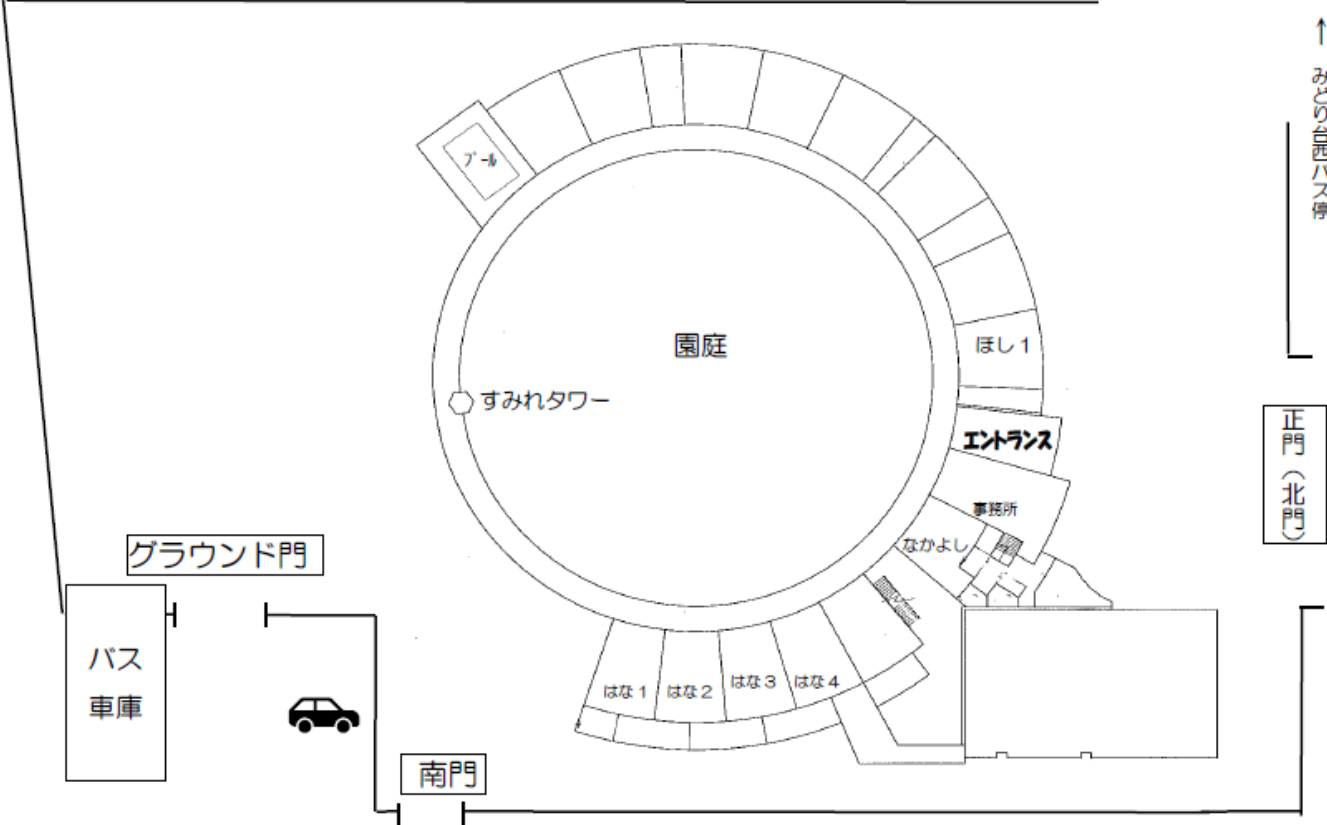 ↑ みどり台西バス停
プール
園庭
ほし1
すみれタワー
エントランス
正門(北門)
事務所
なかよし
グラウンド門
バス
車庫
はな1
はな2
はな3
はな4
南門